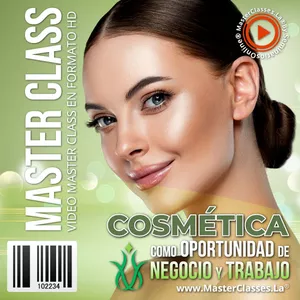 MASTER CLASS
VIDEO MASTER CLASS EN FORMATO HD
102234
COSMÉTICA
COMO OPORTUNIDAD DE
NEGOCIO Y TRABAJO
www.MasterClasses.La®